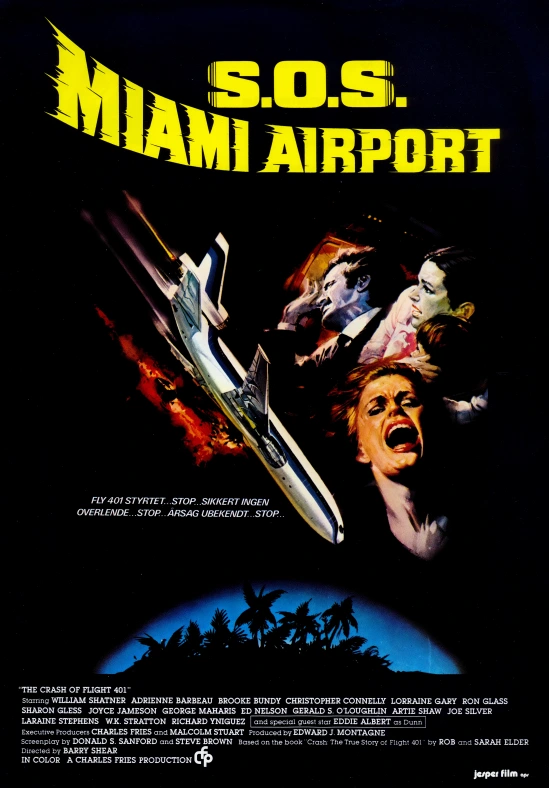 S.O.S.
MIAMI AIRPORT
FLY 401 STYRTET...STOP...SIKKERT INGEN
OVERLENDE...STOP...ÅRSAG UBEKENDT...STOP...
"THE CRASH OF FLIGHT 401"
Starring WILLIAM SHATNER ADRIENNE BARBEAU BROOKE BUNDY CHRISTOPHER CONNELLY LORRAINE GARY RON GLASS
SHARON GLESS JOYCE JAMESON GEORGE MAHARIS ED NELSON GERALD S. O'LOUGHLIN ARTIE SHAW JOE SILVER
LARAINE STEPHENS W.K. STRATTON RICHARD YNIGUEZ and special guest star EDDIE ALBERT as Dunn
Executive Producers CHARLES FRIES and MALCOLM STUART Produced by EDWARD J. MONTAGNE
Screenplay by DONALD S. SANFORD and STEVE BROWN Based on the book "Crash: The True Story of Flight 401" by ROB and SARAH ELDER
Directed by BARRY SHEAR
IN COLOR A CHARLES FRIES PRODUCTION cfp
jesper film aps